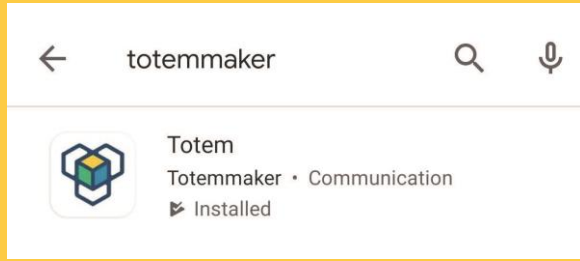 totemmaker
Totem
Totemmaker • Communication
Installed